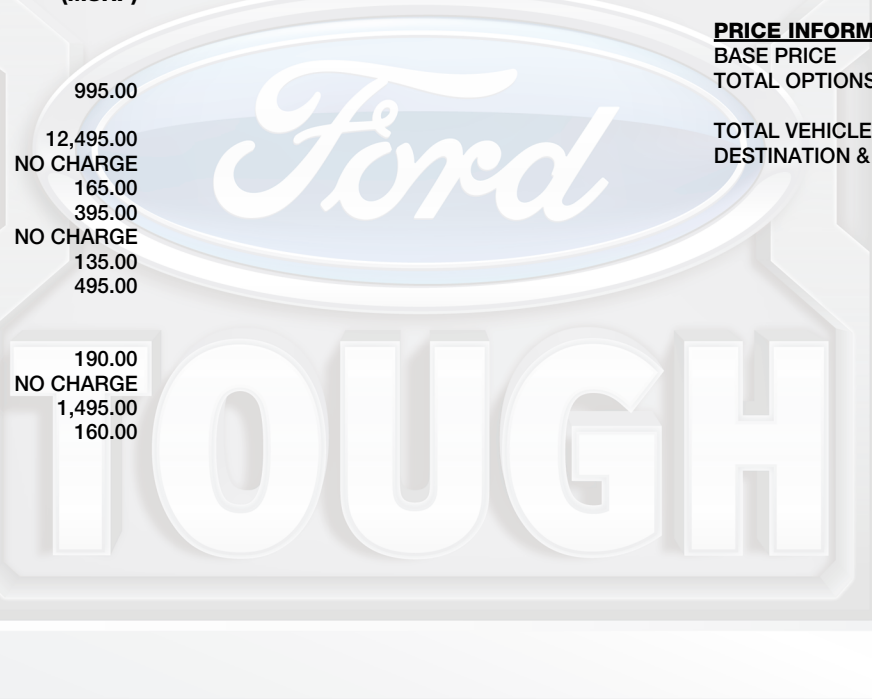 995.00
12,495.00
NO CHARGE
165.00
395.00
NO CHARGE
135.00
495.00
190.00
NO CHARGE
1,495.00
160.00
PRICE INFORM
BASE PRICE
TOTAL OPTIONS
TOTAL VEHICLE
DESTINATION &
Ford
TOUGH